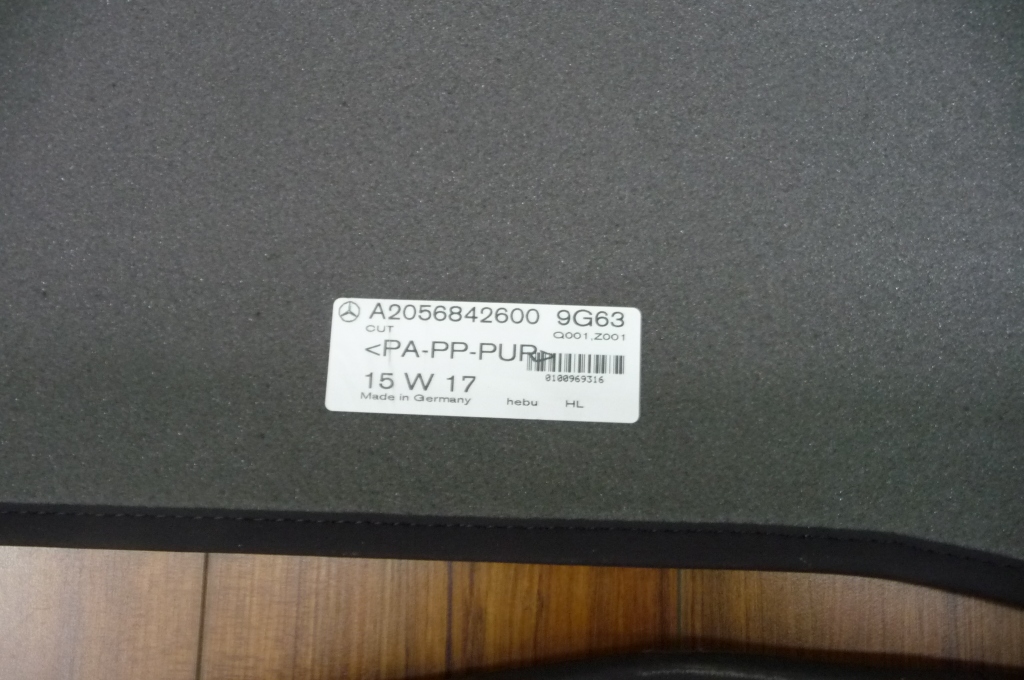 A2056842600 9G63
CUT Q001,Z001
<PA-PP-PUR>
0100969316
15 W 17
Made in Germany hebu HL